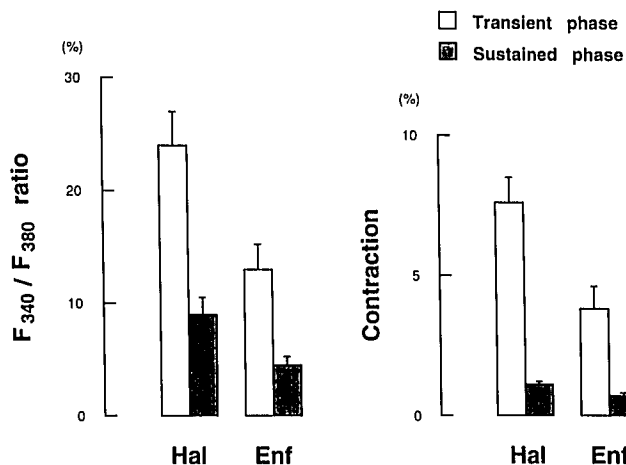 Transient phase
Sustained phase
(%)
30
20
10
0
F340 / F380 ratio
Hal Enf
(%)
10
5
0
Contraction
Hal Enf